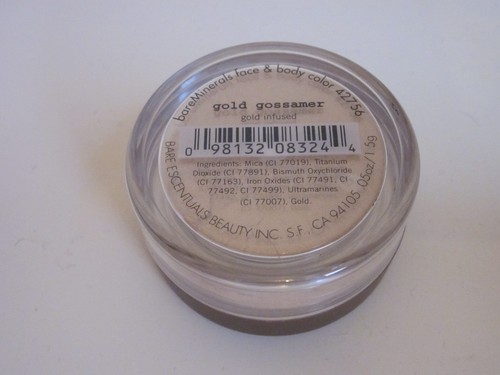 bareMinerals face & body color 42756
gold gossamer
gold infused
0 98132 08324 4
Ingredients: Mica (CI 77019), Titanium
Dioxide (CI 77891), Bismuth Oxychloride
(CI 77163), Iron Oxides (CI 77491, CI
77492, CI 77499), Ultramarines
(CI 77007), Gold.
BARE ESCENTUALS BEAUTY INC. S.F., CA 94105 .05oz/1.5g